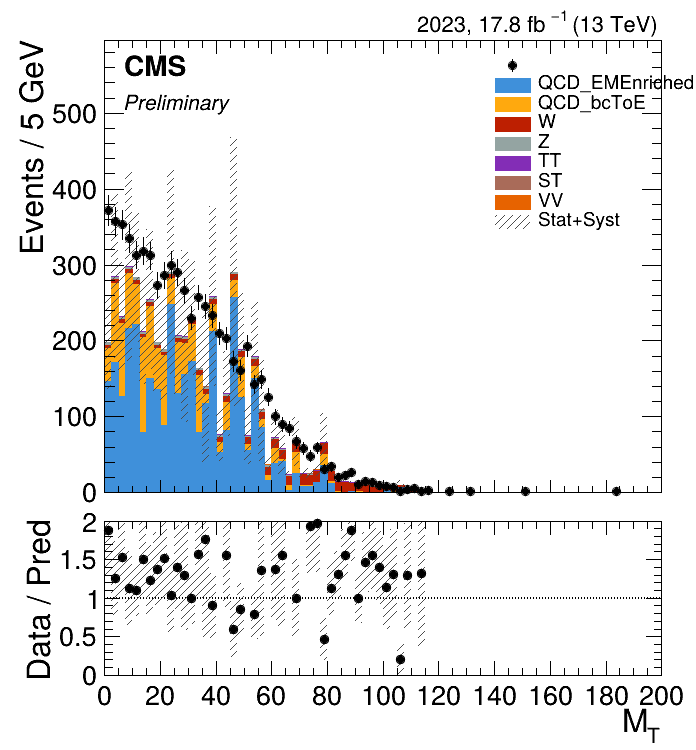 2023, 17.8 fb⁻¹ (13 TeV)
CMS
Preliminary
QCD_EMEnriched
QCD_bcToE
W
Z
TT
ST
VV
Stat+Syst
Events / 5 GeV
500
400
300
200
100
0
Data / Pred
2
1.5
1
0.5
0
0 20 40 60 80 100 120 140 160 180 200
M_T